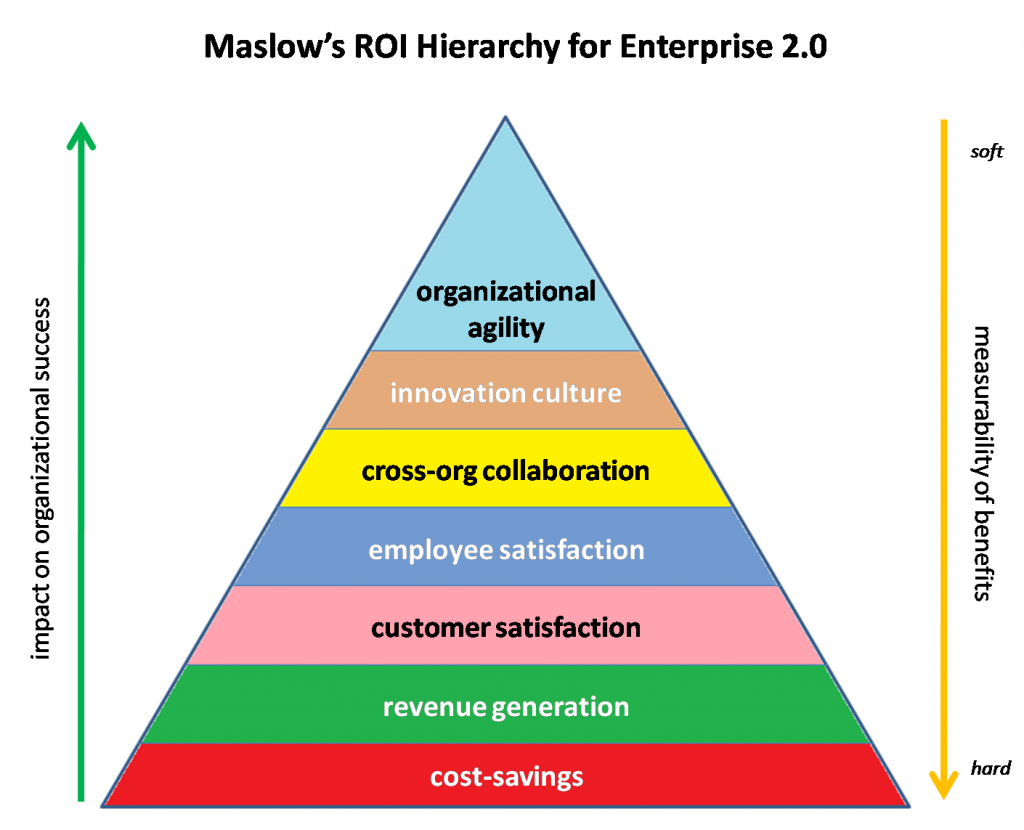 Maslow's ROI Hierarchy for Enterprise 2.0
soft
organizational
agility
innovation culture
cross-org collaboration
employee satisfaction
customer satisfaction
revenue generation
cost-savings
hard
impact on organizational success
measurability of benefits